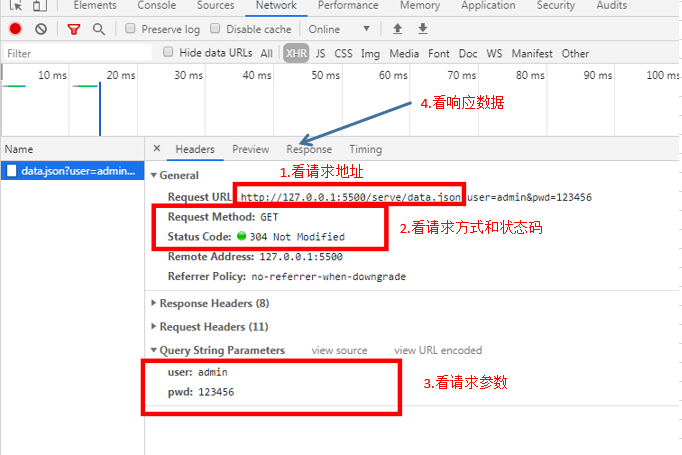 Elements Console Sources Network Performance Memory Application Security Audits
Preserve log Disable cache Online
Filter Hide data URLs All XHR JS CSS Img Media Font Doc WS Manifest Other
10 ms 20 ms 30 ms 40 ms 50 ms 60 ms 70 ms 80 ms 90 ms 100 ms
4.看响应数据
Name × Headers Preview Response Timing
data.json?user=admin...
1.看请求地址
General
Request URL: http://127.0.0.1:5500/serve/data.json?user=admin&pwd=123456
Request Method: GET
Status Code: 304 Not Modified
2.看请求方式和状态码
Remote Address: 127.0.0.1:5500
Referrer Policy: no-referrer-when-downgrade
Response Headers (8)
Request Headers (11)
Query String Parameters view source view URL encoded
user: admin
pwd: 123456
3.看请求参数